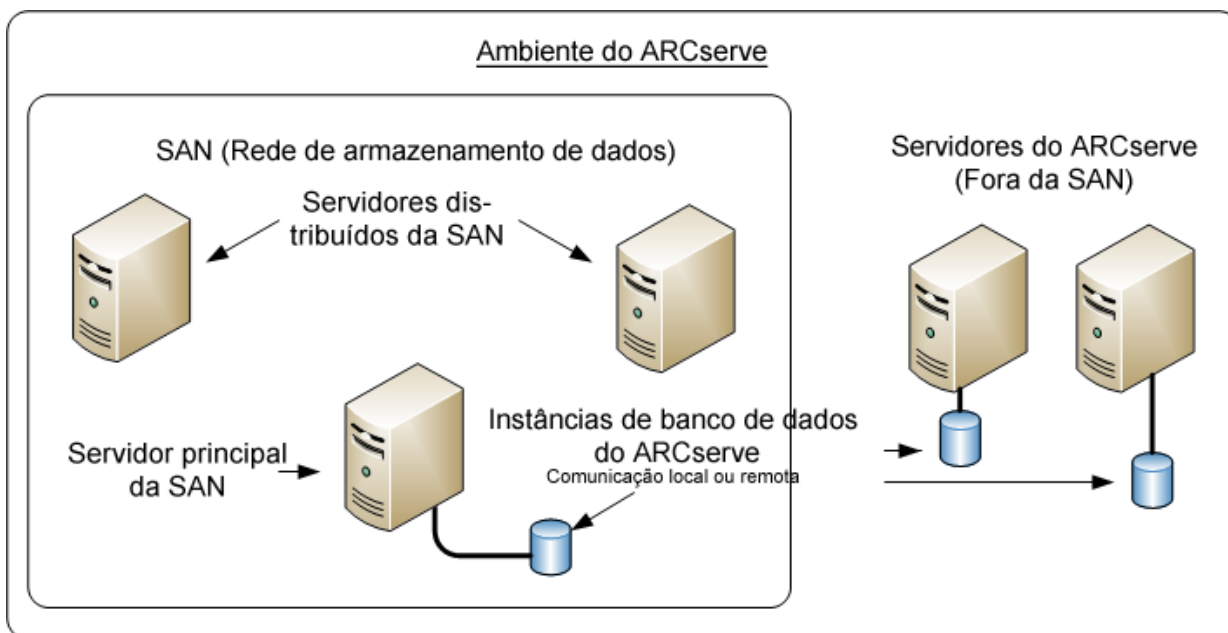 Ambiente do ARCserve
SAN (Rede de armazenamento de dados)
Servidores dis-
tribuídos da SAN
Servidores do ARCserve
(Fora da SAN)
Servidor principal
da SAN
Instâncias de banco de dados
do ARCserve
Comunicação local ou remota